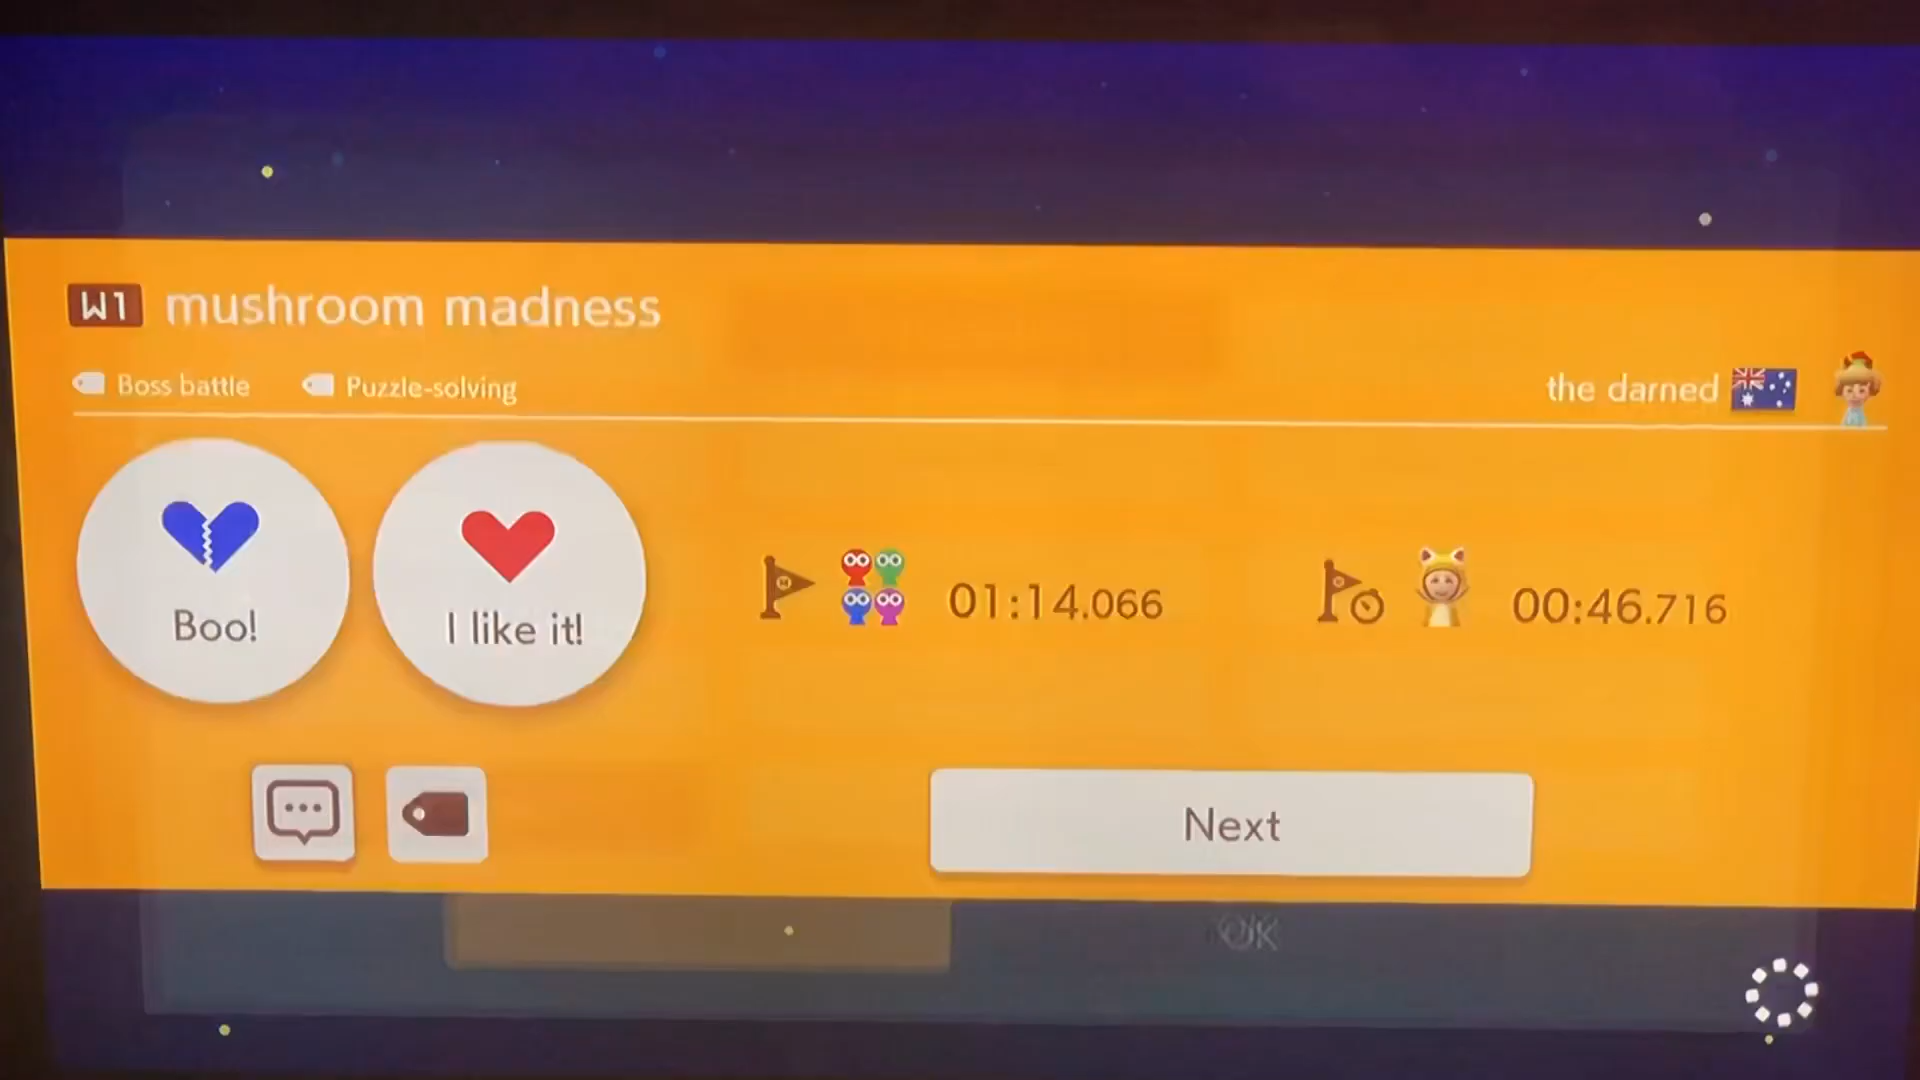 W1 mushroom madness
Boss battle Puzzle-solving
the darned
Boo!
I like it!
01:14.066
00:46.716
Next
OK